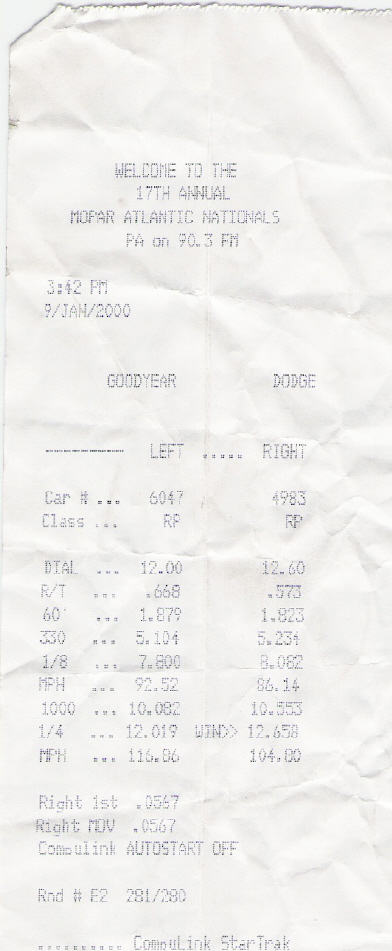 WELCOME TO THE
17TH ANNUAL
MOPAR ATLANTIC NATIONALS
PA on 90.3 FM
3:42 PM
9/JAN/2000
GOODYEAR DODGE
---------- LEFT ..... RIGHT
Car # ... 6047 4983
Class ... RP RP
DIAL ... 12.00 12.60
R/T ... .668 .573
60' ... 1.879 1.823
330 ... 5.104 5.234
1/8 ... 7.800 8.082
MPH ... 92.52 86.14
1000 ... 10.082 10.553
1/4 ... 12.019 WIN>> 12.658
MPH ... 116.86 104.80
Right 1st .0567
Right MOV .0567
Compulink AUTOSTART OFF
Rnd # E2 281/280
.......... CompuLink StarTrak